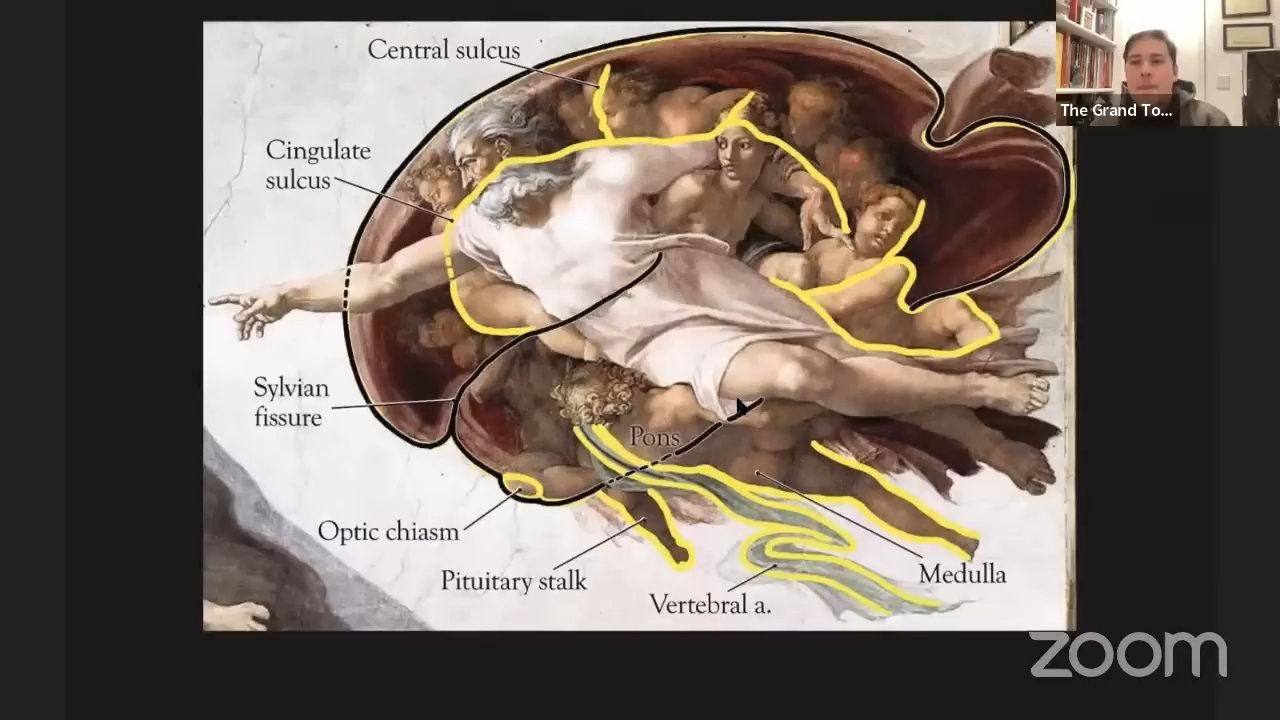 Central sulcus
Cingulate
sulcus
Sylvian
fissure
Pons
Optic chiasm
Pituitary stalk
Vertebral a.
Medulla
The Grand To...
zoom